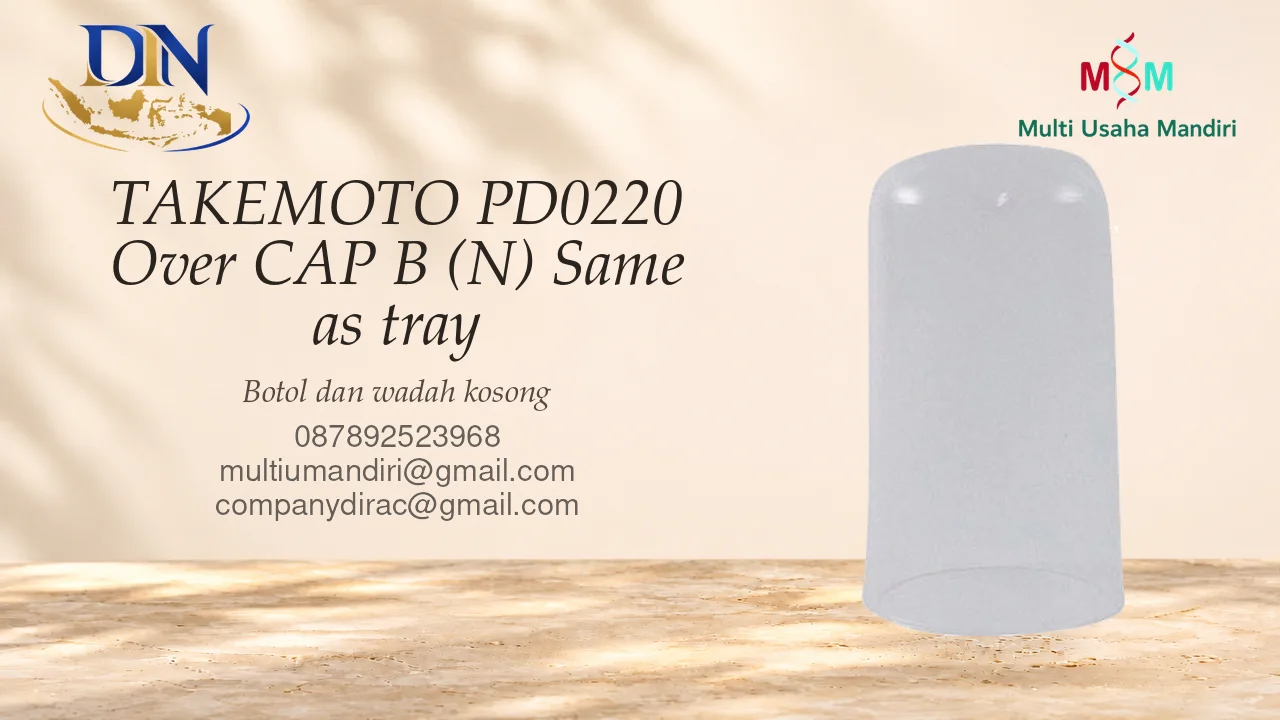 DIN
M M
Multi Usaha Mandiri
TAKEMOTO PD0220
Over CAP B (N) Same
as tray
Botol dan wadah kosong
087892523968
multiumandiri@gmail.com
companydirac@gmail.com